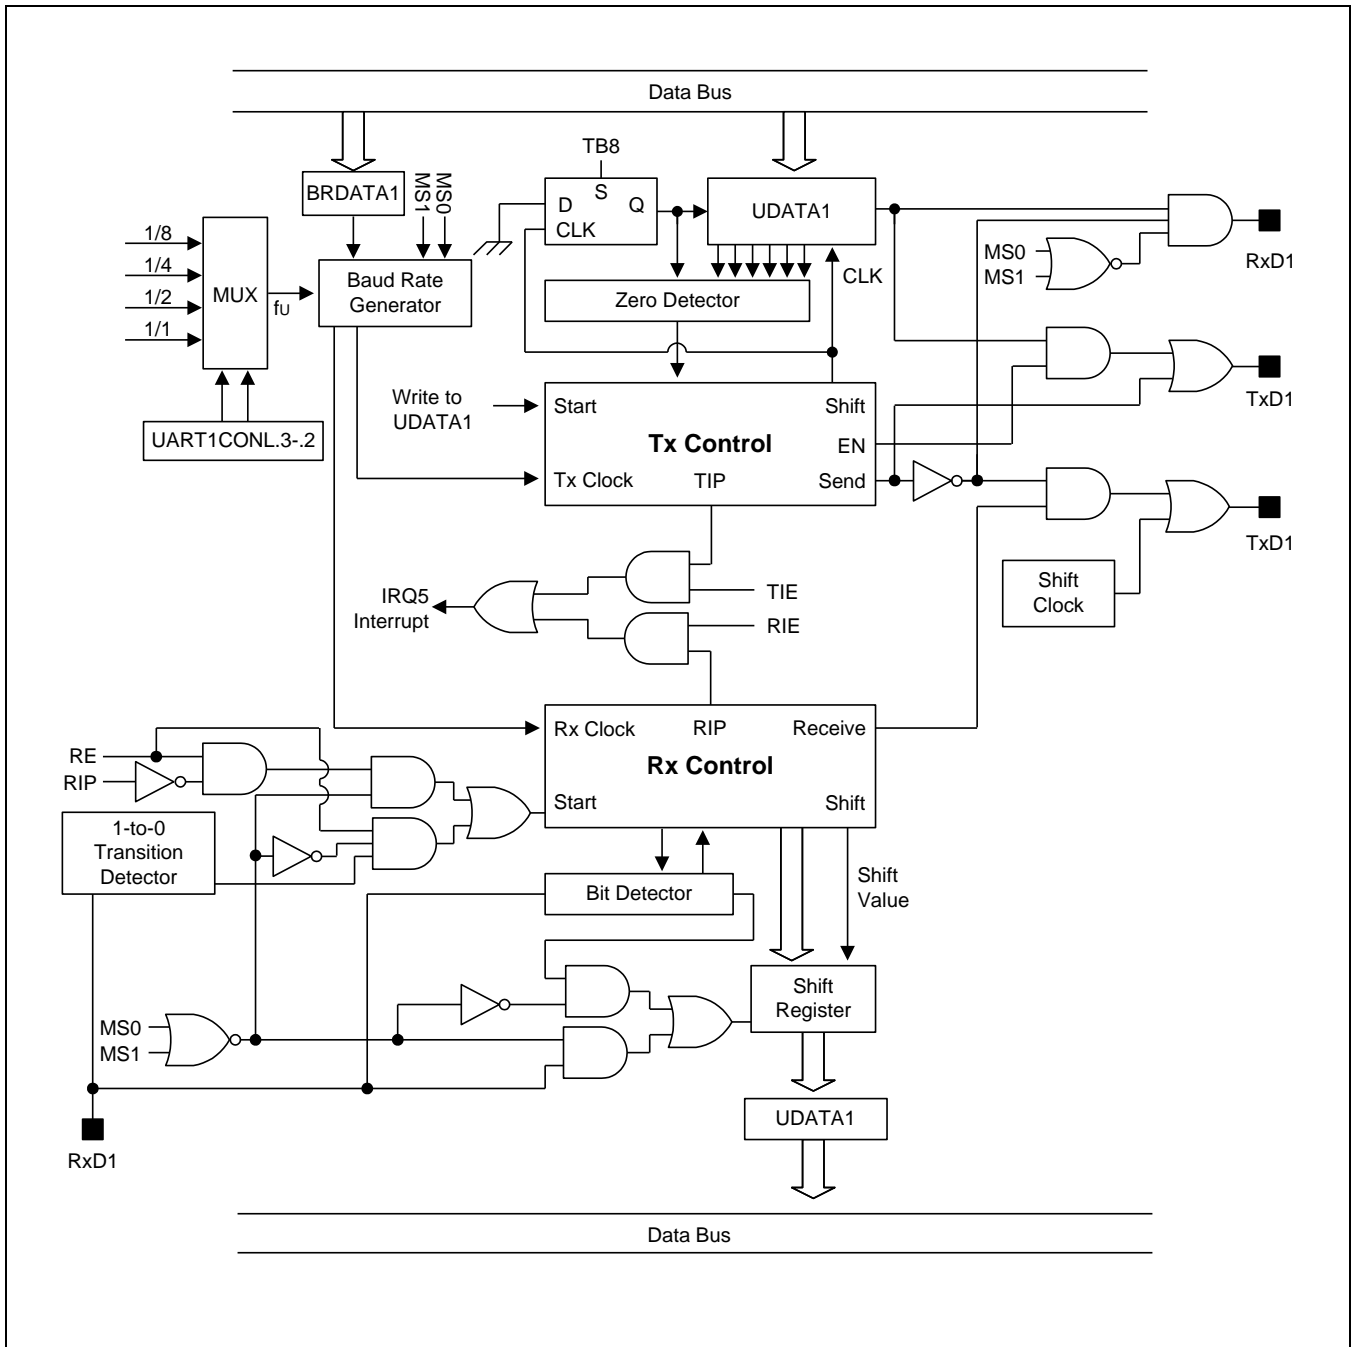 Data Bus
TB8
BRDATA1
MS1
MS0
D
S
Q
CLK
UDATA1
1/8
1/4
1/2
1/1
MUX
fU
Baud Rate
Generator
Zero Detector
CLK
MS0
MS1
RxD1
UART1CONL.3-.2
Write to
UDATA1
Start
Shift
Tx Control
EN
Tx Clock
TIP
Send
TxD1
TxD1
IRQ5
Interrupt
TIE
RIE
Shift
Clock
RE
RIP
Rx Clock
RIP
Receive
Rx Control
Start
Shift
1-to-0
Transition
Detector
Bit Detector
Shift
Value
MS0
MS1
Shift
Register
UDATA1
RxD1
Data Bus